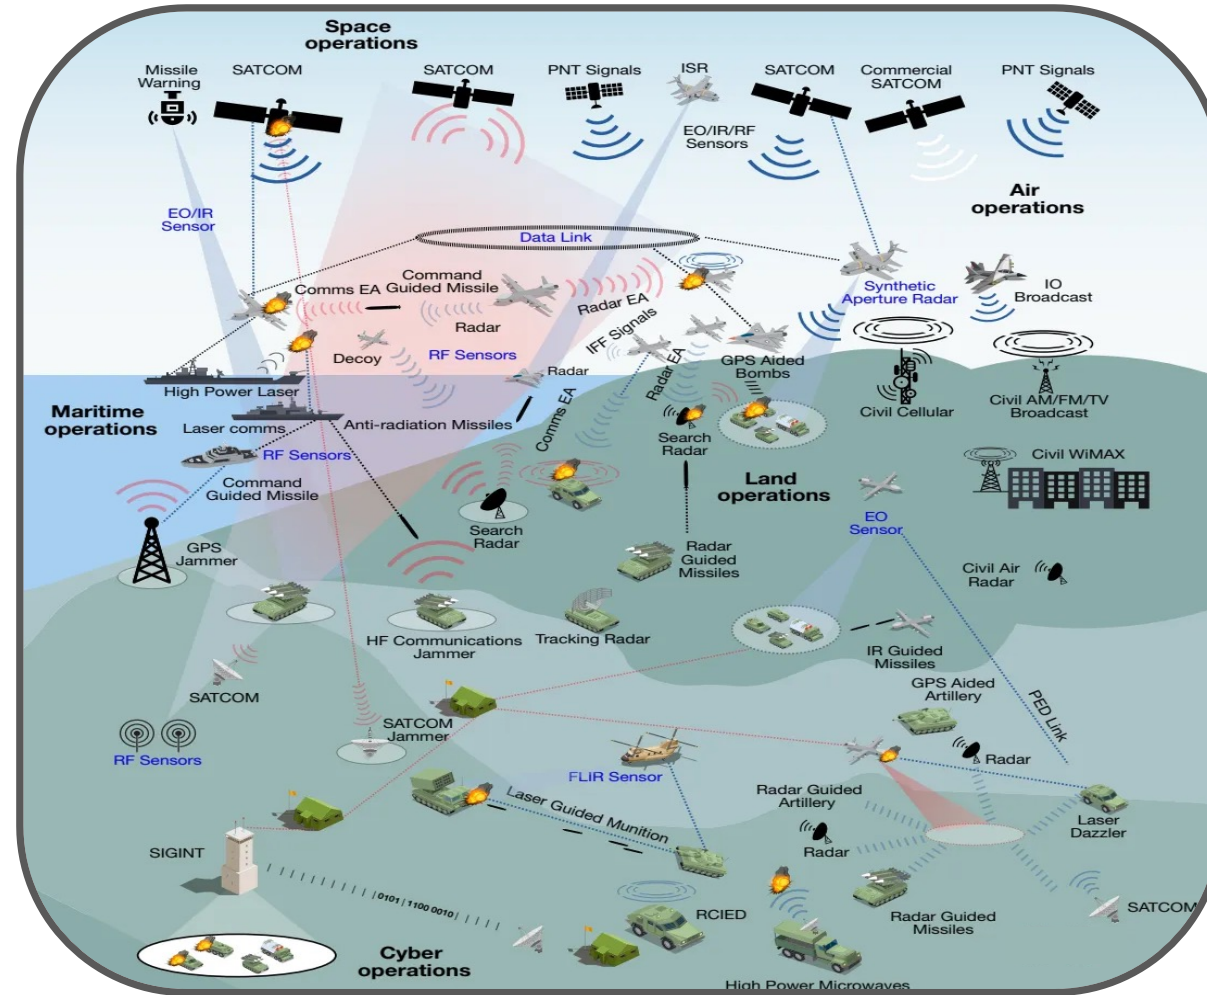 Space
operations
Missile
Warning
SATCOM
SATCOM
PNT Signals
ISR
SATCOM
Commercial
SATCOM
PNT Signals
EO/IR/RF
Sensors
Air
operations
EO/IR
Sensor
Data Link
Comms EA
Command
Guided Missile
Radar EA
Synthetic
Aperture Radar
IO
Broadcast
Radar
IFF Signals
Decoy
RF Sensors
Radar
Radar EA
GPS Aided
Bombs
High Power Laser
Civil Cellular
Civil AM/FM/TV
Broadcast
Maritime
operations
Laser comms
Anti-radiation Missiles
Comms EA
Search
Radar
RF Sensors
Civil WiMAX
Command
Guided Missile
Land
operations
Search
Radar
EO
Sensor
GPS
Jammer
Radar
Guided
Missiles
Civil Air
Radar
HF Communications
Jammer
Tracking Radar
IR Guided
Missiles
SATCOM
GPS Aided
Artillery
PED Link
SATCOM
Jammer
RF Sensors
FLIR Sensor
Radar
Radar Guided
Artillery
Laser Guided Munition
Laser
Dazzler
SIGINT
Radar
0101 1100 0010
RCIED
Radar Guided
Missiles
SATCOM
Cyber
operations
High Power Microwaves